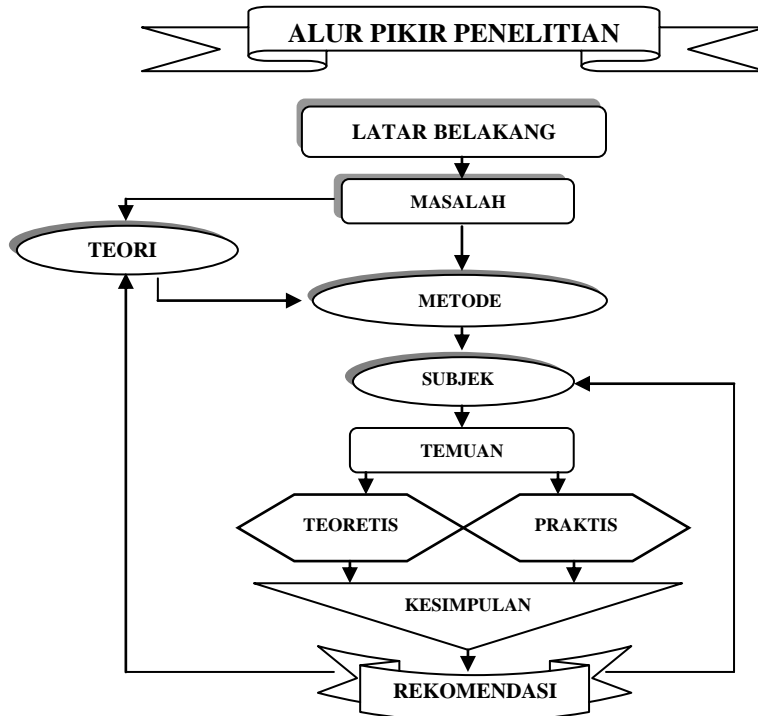 ALUR PIKIR PENELITIAN
LATAR BELAKANG
MASALAH
TEORI
METODE
SUBJEK
TEMUAN
TEORETIS
PRAKTIS
KESIMPULAN
REKOMENDASI